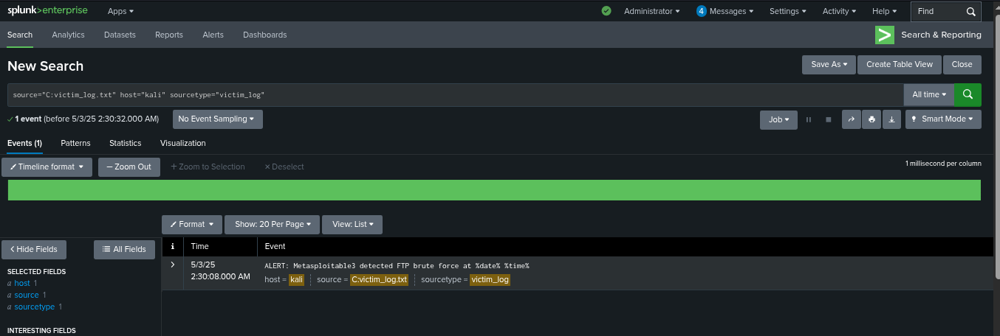 splunk>enterprise Apps Administrator 4 Messages Settings Activity Help Find
Search Analytics Datasets Reports Alerts Dashboards > Search & Reporting
New Search Save As Create Table View Close
source="C:victim_log.txt" host="kali" sourcetype="victim_log" All time
✓ 1 event (before 5/3/25 2:30:32.000 AM) No Event Sampling Job Smart Mode
Events (1) Patterns Statistics Visualization
Timeline format — Zoom Out + Zoom to Selection × Deselect 1 millisecond per column
Format Show: 20 Per Page View: List
< Hide Fields All Fields i Time Event
SELECTED FIELDS
a host 1
a source 1
a sourcetype 1
INTERESTING FIELDS
> 5/3/25 ALERT: Metasploitable3 detected FTP brute force at %date% %time%
2:30:08.000 AM host = kali source = C:victim_log.txt sourcetype = victim_log